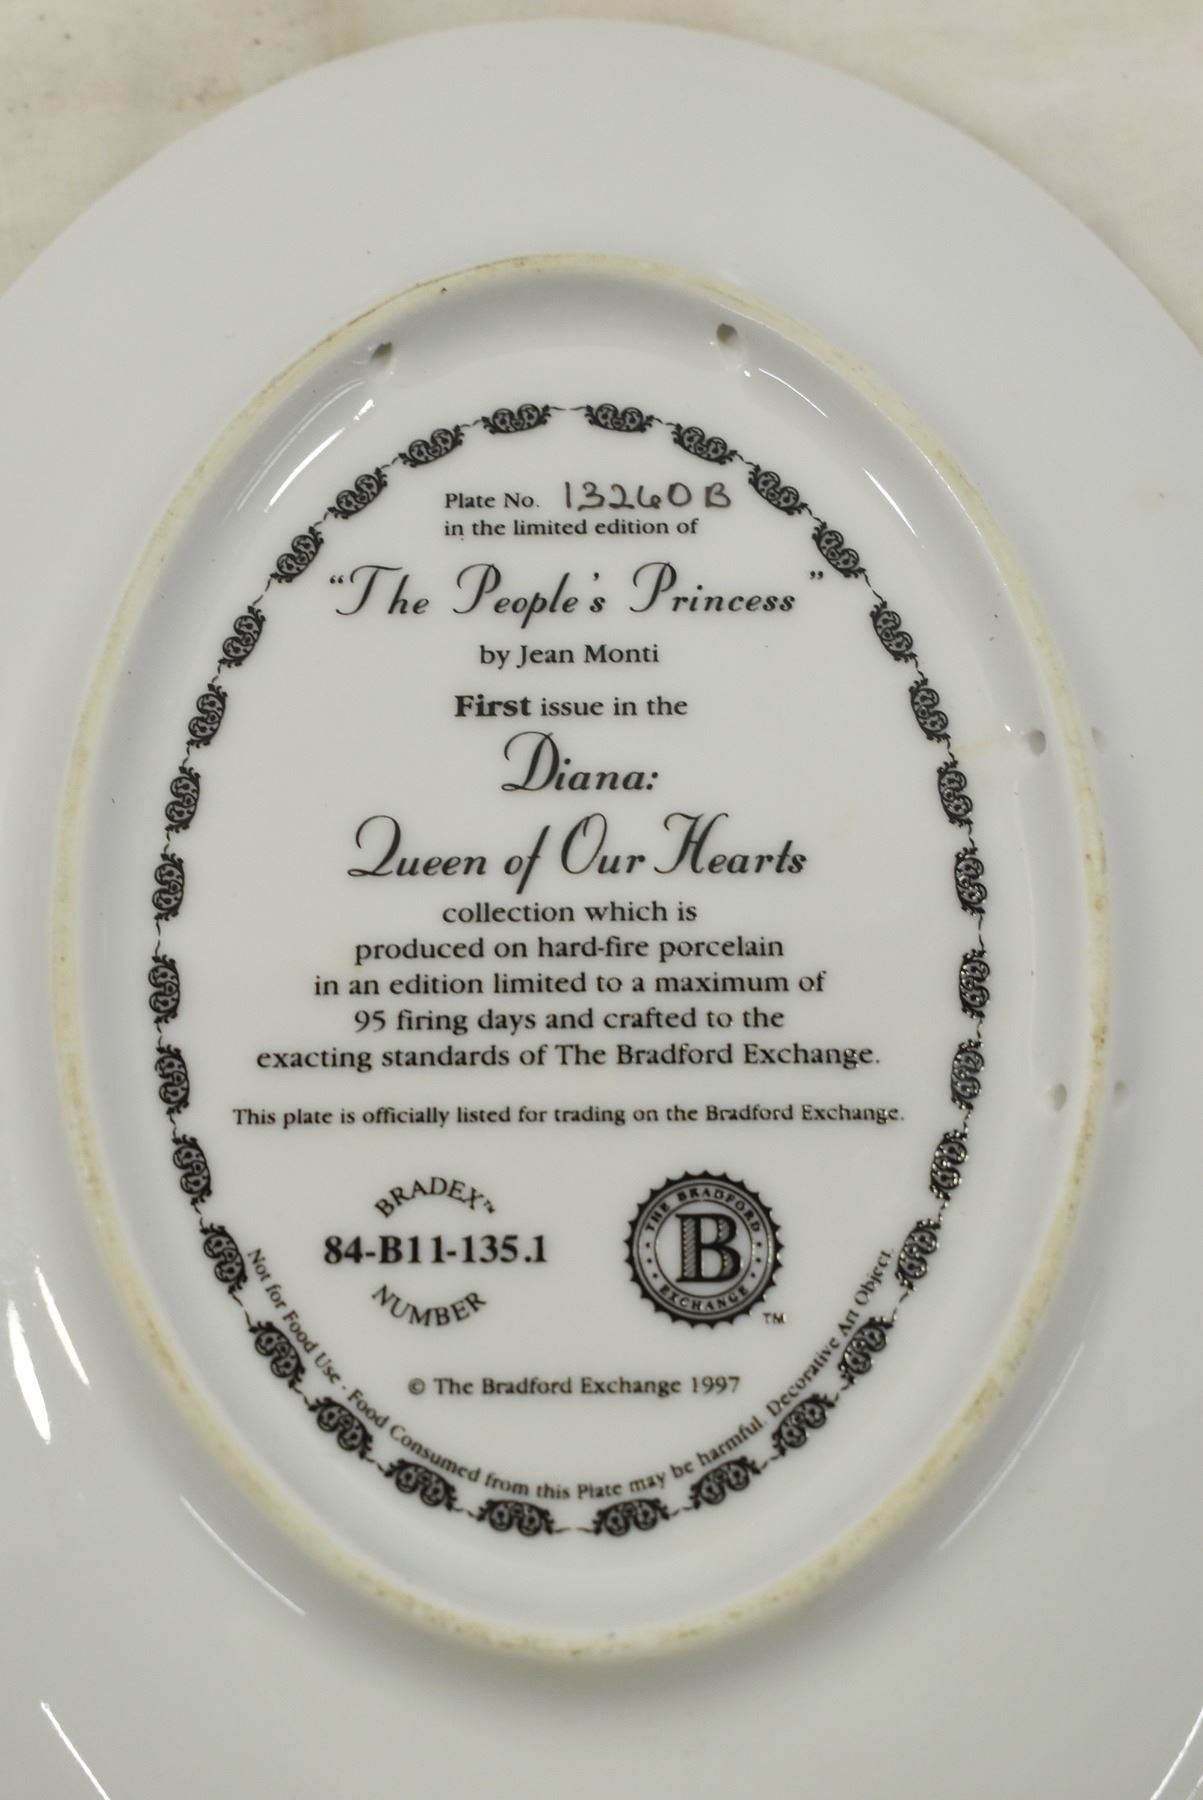 Plate No. 13260B
in the limited edition of
"The People's Princess"
by Jean Monti
First issue in the
Diana:
Queen of Our Hearts
collection which is
produced on hard-fire porcelain
in an edition limited to a maximum of
95 firing days and crafted to the
exacting standards of The Bradford Exchange.
This plate is officially listed for trading on the Bradford Exchange.
BRADEX™
84-B11-135.1
NUMBER
THE BRADFORD
B
EXCHANGE
TM
© The Bradford Exchange 1997
Not for Food Use · Food Consumed from this Plate may be harmful. Decorative Art Object.